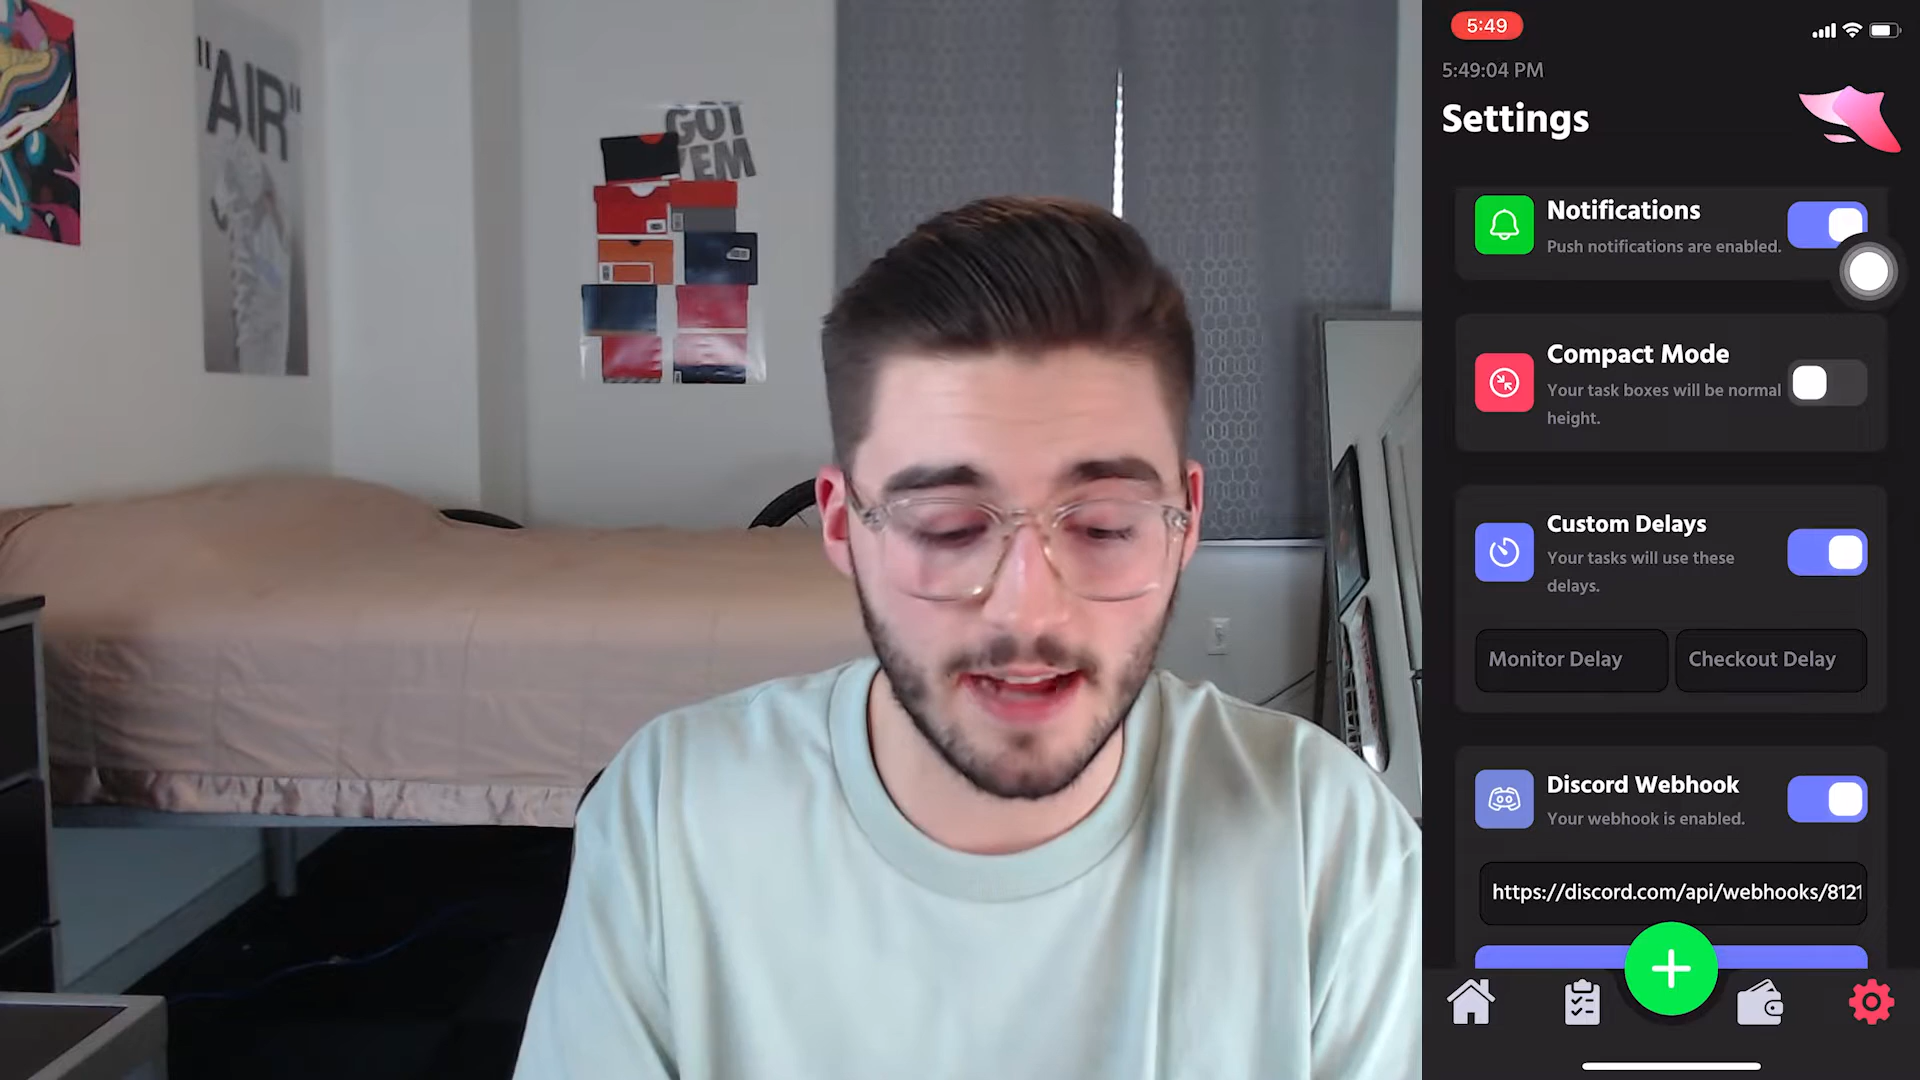 "AIR"
GOT
'EM
5:49
5:49:04 PM
Settings
Notifications
Push notifications are enabled.
Compact Mode
Your task boxes will be normal
height.
Custom Delays
Your tasks will use these
delays.
Monitor Delay
Checkout Delay
Discord Webhook
Your webhook is enabled.
https://discord.com/api/webhooks/8121